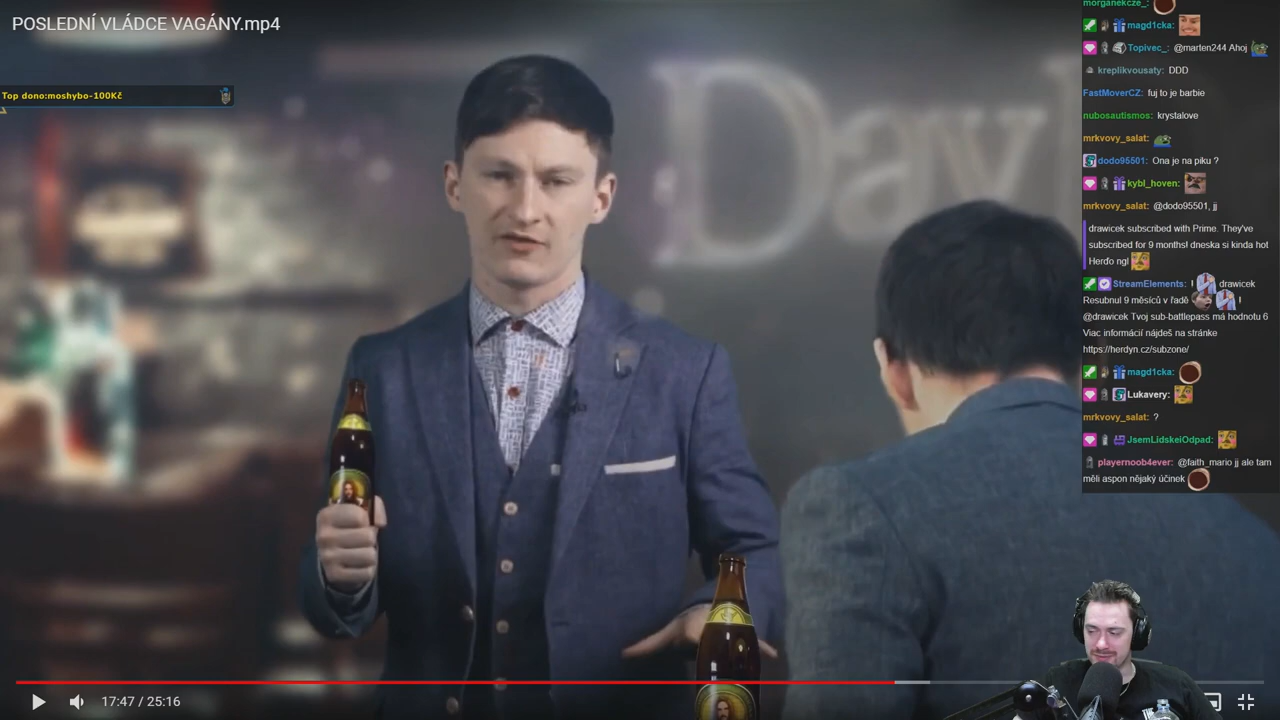 POSLEDNÍ VLÁDCE VAGÁNY.mp4
Top dono:moshybo-100Kč
Dav
17:47 / 25:16
morganekcze_:
magd1cka:
Topivec_: @marten244 Ahoj
kreplikvousaty: DDD
FastMoverCZ: fuj to je barbie
nubosautismos: krystalove
mrkvovy_salat:
dodo95501: Ona je na piku ?
kybl_hoven:
mrkvovy_salat: @dodo95501, jj
drawicek subscribed with Prime. They've
subscribed for 9 months! dneska si kinda hot
Herďo ngl
StreamElements: ! drawicek
Resubnul 9 měsíců v řadě !
@drawicek Tvoj sub-battlepass má hodnotu 6
Viac informácií nájdeš na stránke
https://herdyn.cz/subzone/
magd1cka:
Lukavery:
mrkvovy_salat: ?
JsemLidskeiOdpad:
playernoob4ever: @faith_mario jj ale tam
měli aspon nějaký účinek